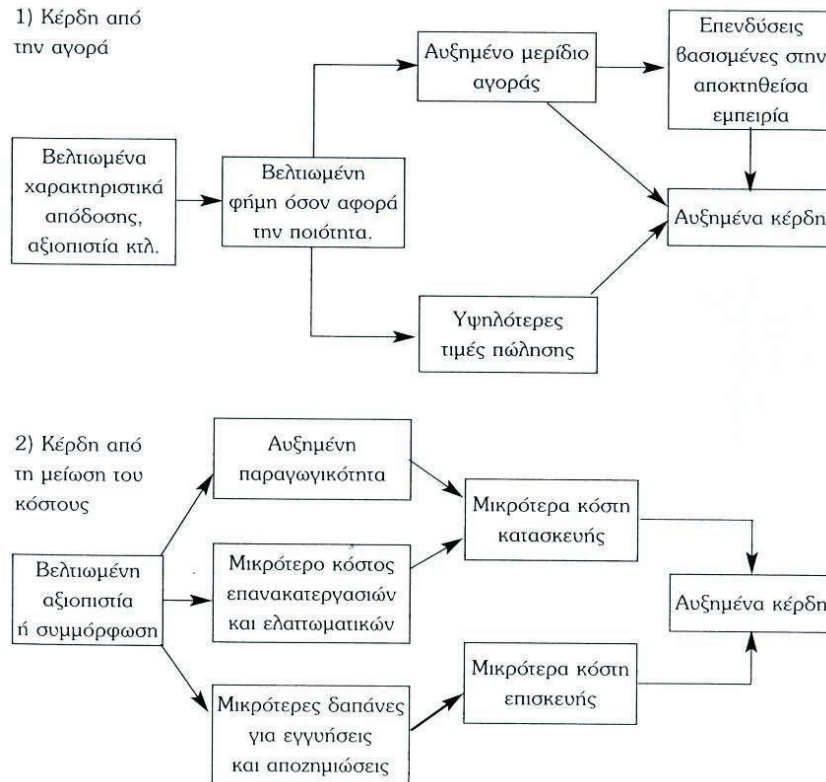 1) Κέρδη από
την αγορά
Βελτιωμένα
χαρακτηριστικά
απόδοσης,
αξιοπιστία κτλ.
Βελτιωμένη
φήμη όσον αφορά
την ποιότητα.
Αυξημένο μερίδιο
αγοράς
Επενδύσεις
βασισμένες στην
αποκτηθείσα
εμπειρία
Αυξημένα κέρδη
Υψηλότερες
τιμές πώλησης
2) Κέρδη από
τη μείωση του
κόστους
Βελτιωμένη
αξιοπιστία
ή συμμόρφωση
Αυξημένη
παραγωγικότητα
Μικρότερο κόστος
επανακατεργασιών
και ελαττωματικών
Μικρότερες δαπάνες
για εγγυήσεις
και αποζημιώσεις
Μικρότερα κόστη
κατασκευής
Μικρότερα κόστη
επισκευής
Αυξημένα κέρδη